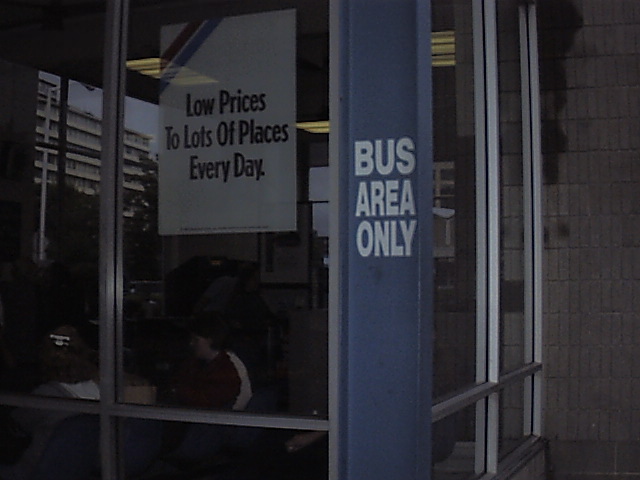 Low Prices
To Lots Of Places
Every Day.
BUS
AREA
ONLY